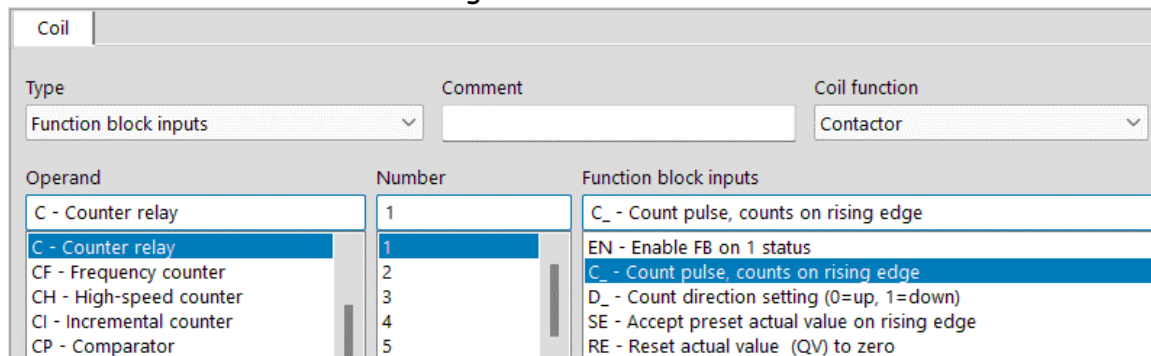 Coil
Type
Comment
Coil function
Function block inputs
Contactor
Operand
Number
Function block inputs
C - Counter relay
1
C_ - Count pulse, counts on rising edge
C - Counter relay
1
EN - Enable FB on 1 status
CF - Frequency counter
2
C_ - Count pulse, counts on rising edge
CH - High-speed counter
3
D_ - Count direction setting (0=up, 1=down)
CI - Incremental counter
4
SE - Accept preset actual value on rising edge
CP - Comparator
5
RE - Reset actual value (QV) to zero